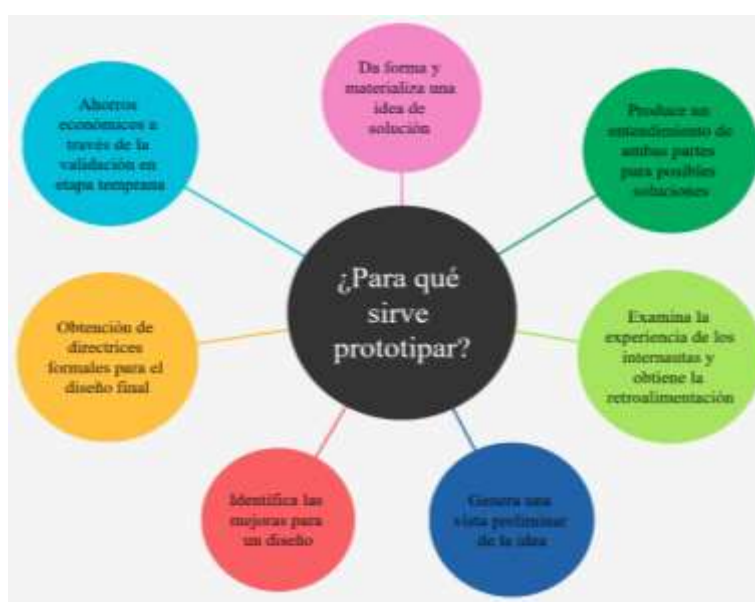 ¿Para qué
sirve
prototipar?
Da forma y
materializa una
idea de
solución
Produce un
entendimiento de
ambas partes
para posibles
soluciones
Examina la
experiencia de los
internautas y
obtiene la
retroalimentación
Genera una
vista preliminar
de la idea
Identifica las
mejoras para
un diseño
Obtención de
directrices
formales para el
diseño final
Ahorros
económicos a
través de la
validación en
etapa temprana